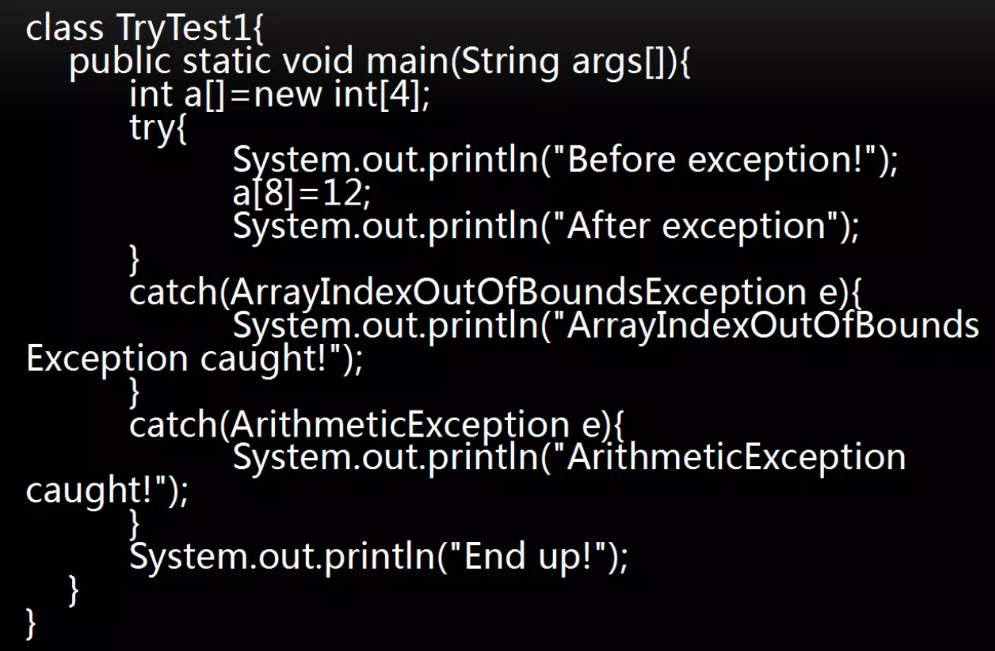 class TryTest1{
public static void main(String args[]){
int a[]=new int[4];
try{
System.out.println("Before exception!");
a[8]=12;
System.out.println("After exception");
}
catch(ArrayIndexOutOfBoundsException e){
System.out.println("ArrayIndexOutOfBounds
Exception caught!");
}
catch(ArithmeticException e){
System.out.println("ArithmeticException
caught!");
}
System.out.println("End up!");
}
}